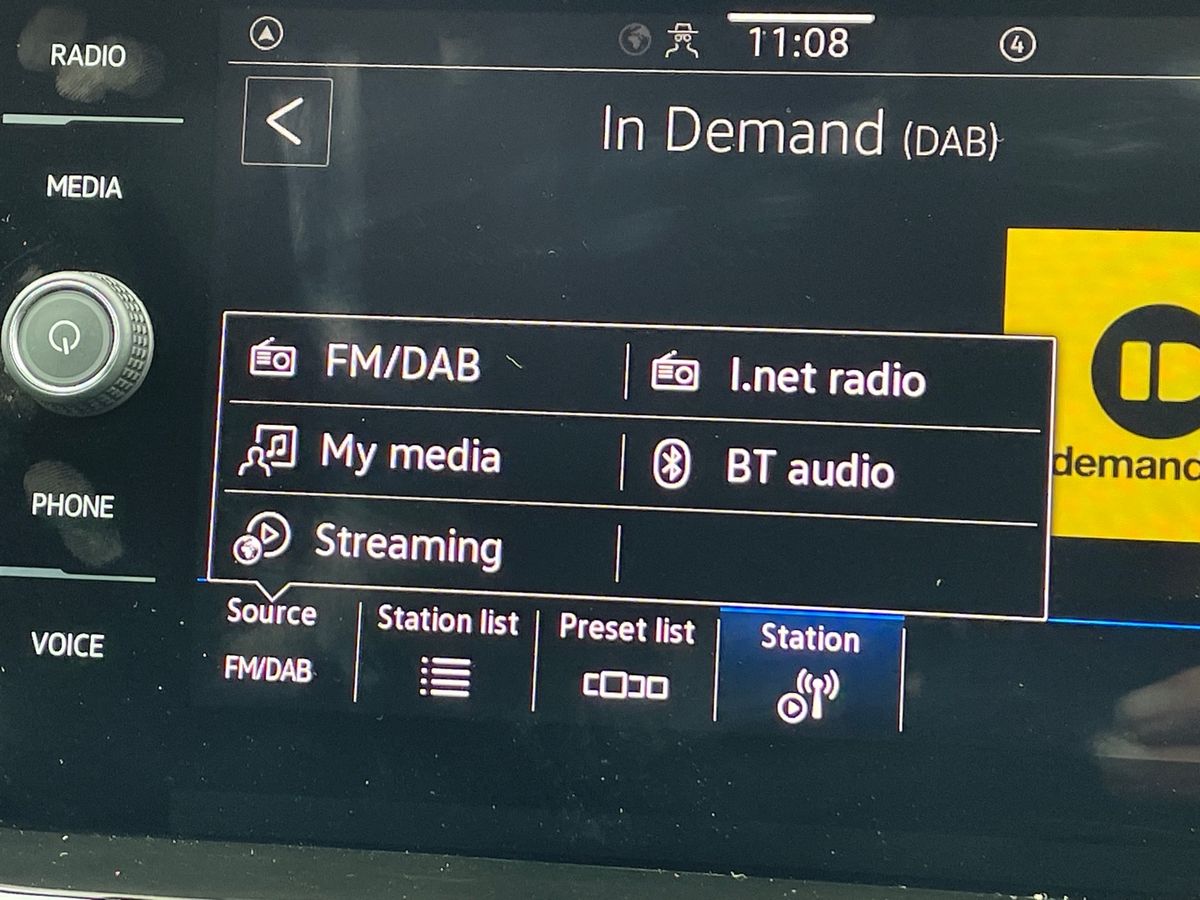 RADIO
MEDIA
PHONE
VOICE
11:08
4
In Demand (DAB)
FM/DAB
I.net radio
My media
BT audio
Streaming
demand
Source
FM/DAB
Station list
Preset list
Station